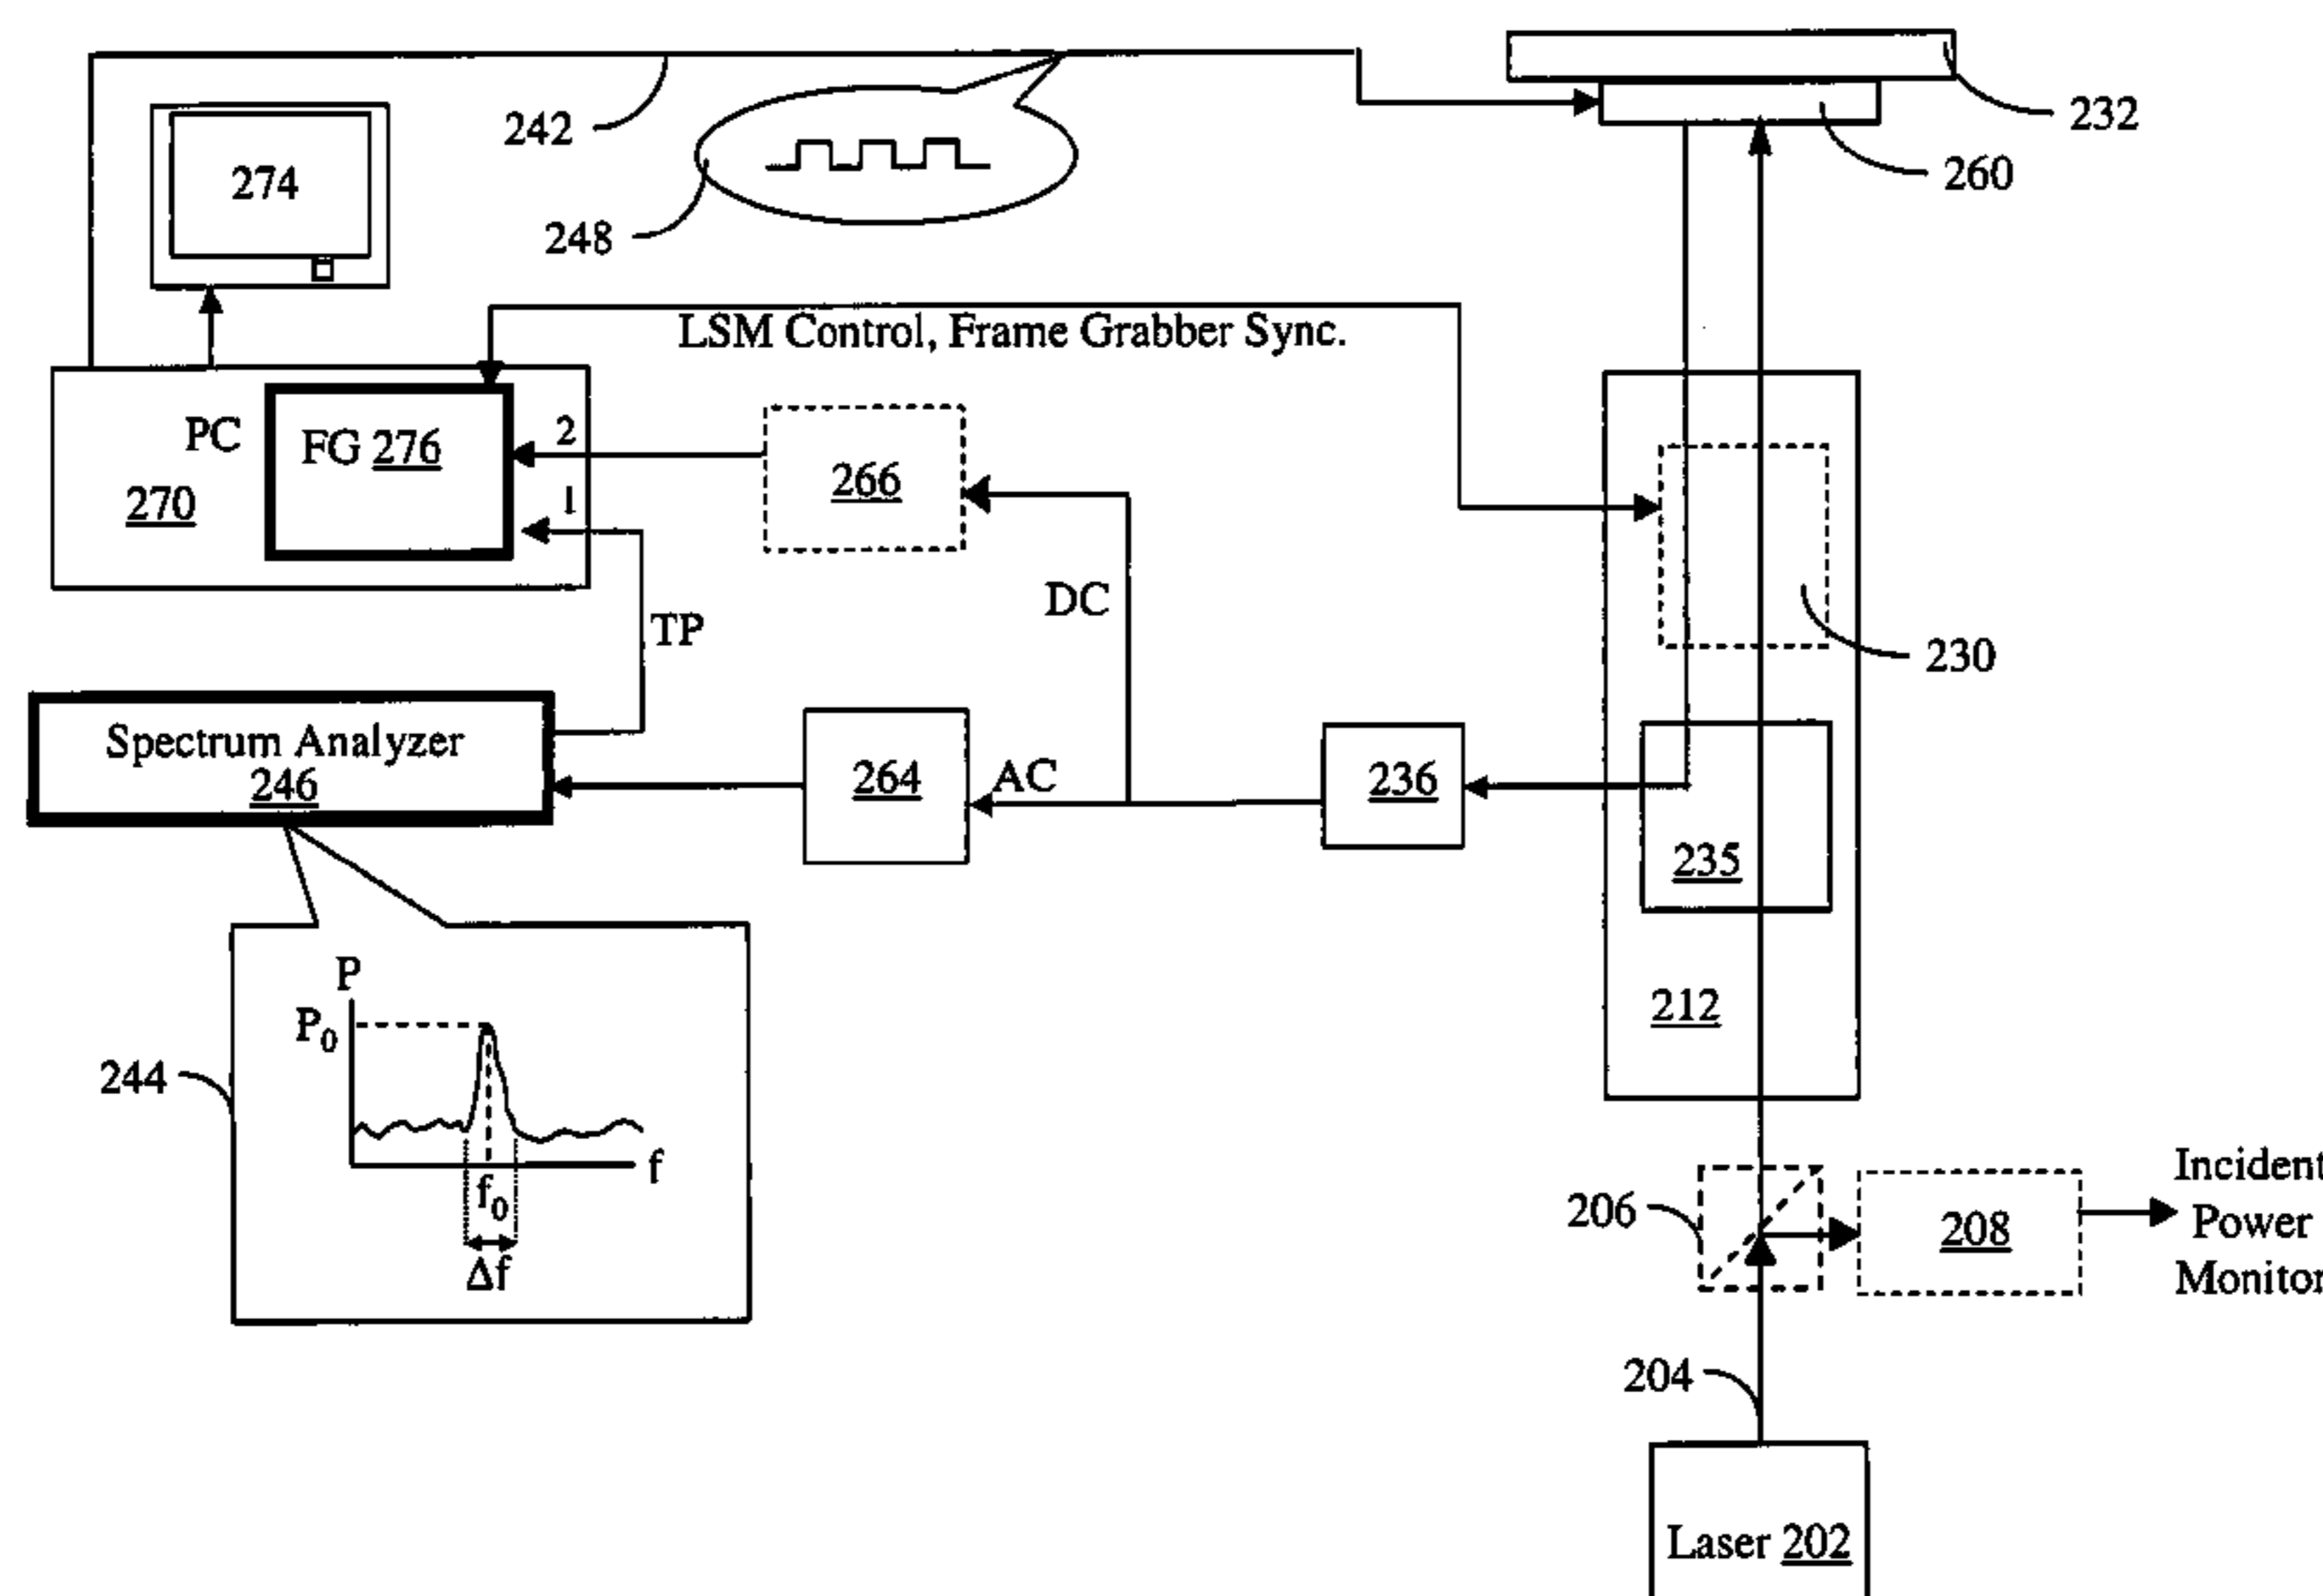 232
242
260
274
248
LSM Control, Frame Grabber Sync.
PC
FG 276
2
266
270
1
DC
TP
230
Spectrum Analyzer
246
264
AC
236
235
P
P0
212
244
f
f0
Δf
206
208
Incident
Power
Monitor
204
Laser 202